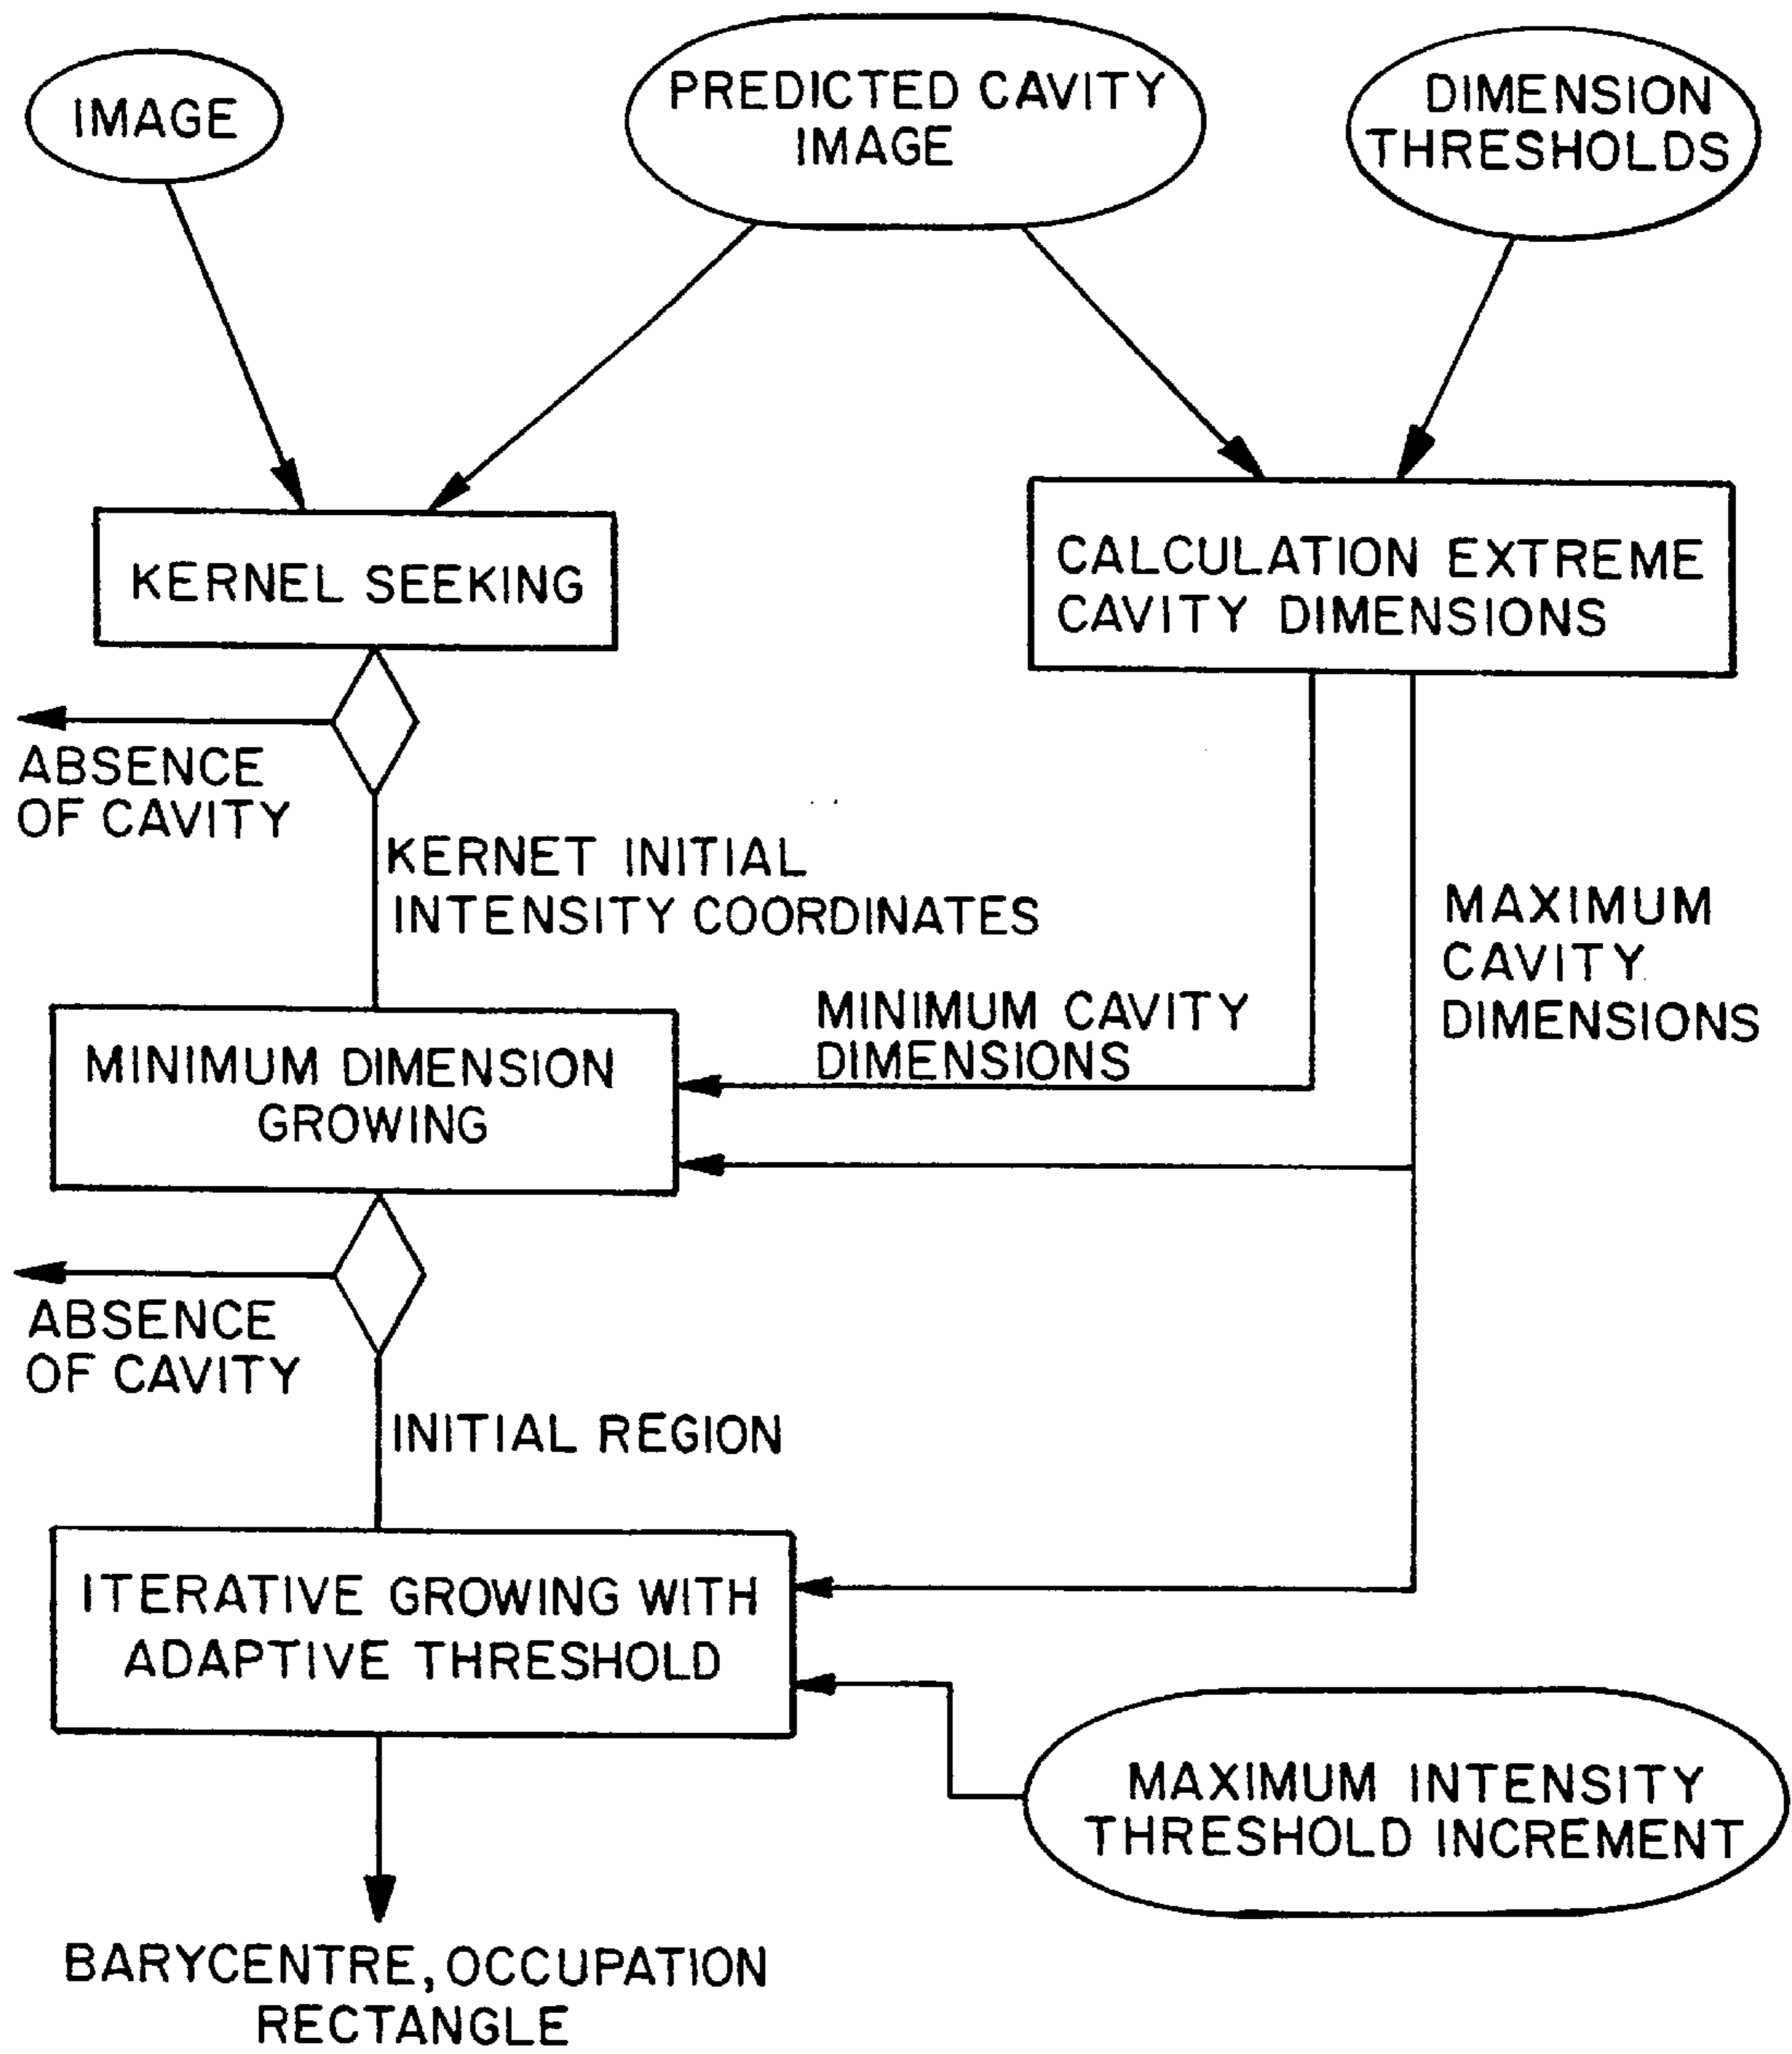 IMAGE
PREDICTED CAVITY
IMAGE
DIMENSION
THRESHOLDS
KERNEL SEEKING
CALCULATION EXTREME
CAVITY DIMENSIONS
ABSENCE
OF CAVITY
KERNET INITIAL
INTENSITY COORDINATES
MAXIMUM
CAVITY
DIMENSIONS
MINIMUM CAVITY
DIMENSIONS
MINIMUM DIMENSION
GROWING
ABSENCE
OF CAVITY
INITIAL REGION
ITERATIVE GROWING WITH
ADAPTIVE THRESHOLD
MAXIMUM INTENSITY
THRESHOLD INCREMENT
BARYCENTRE, OCCUPATION
RECTANGLE